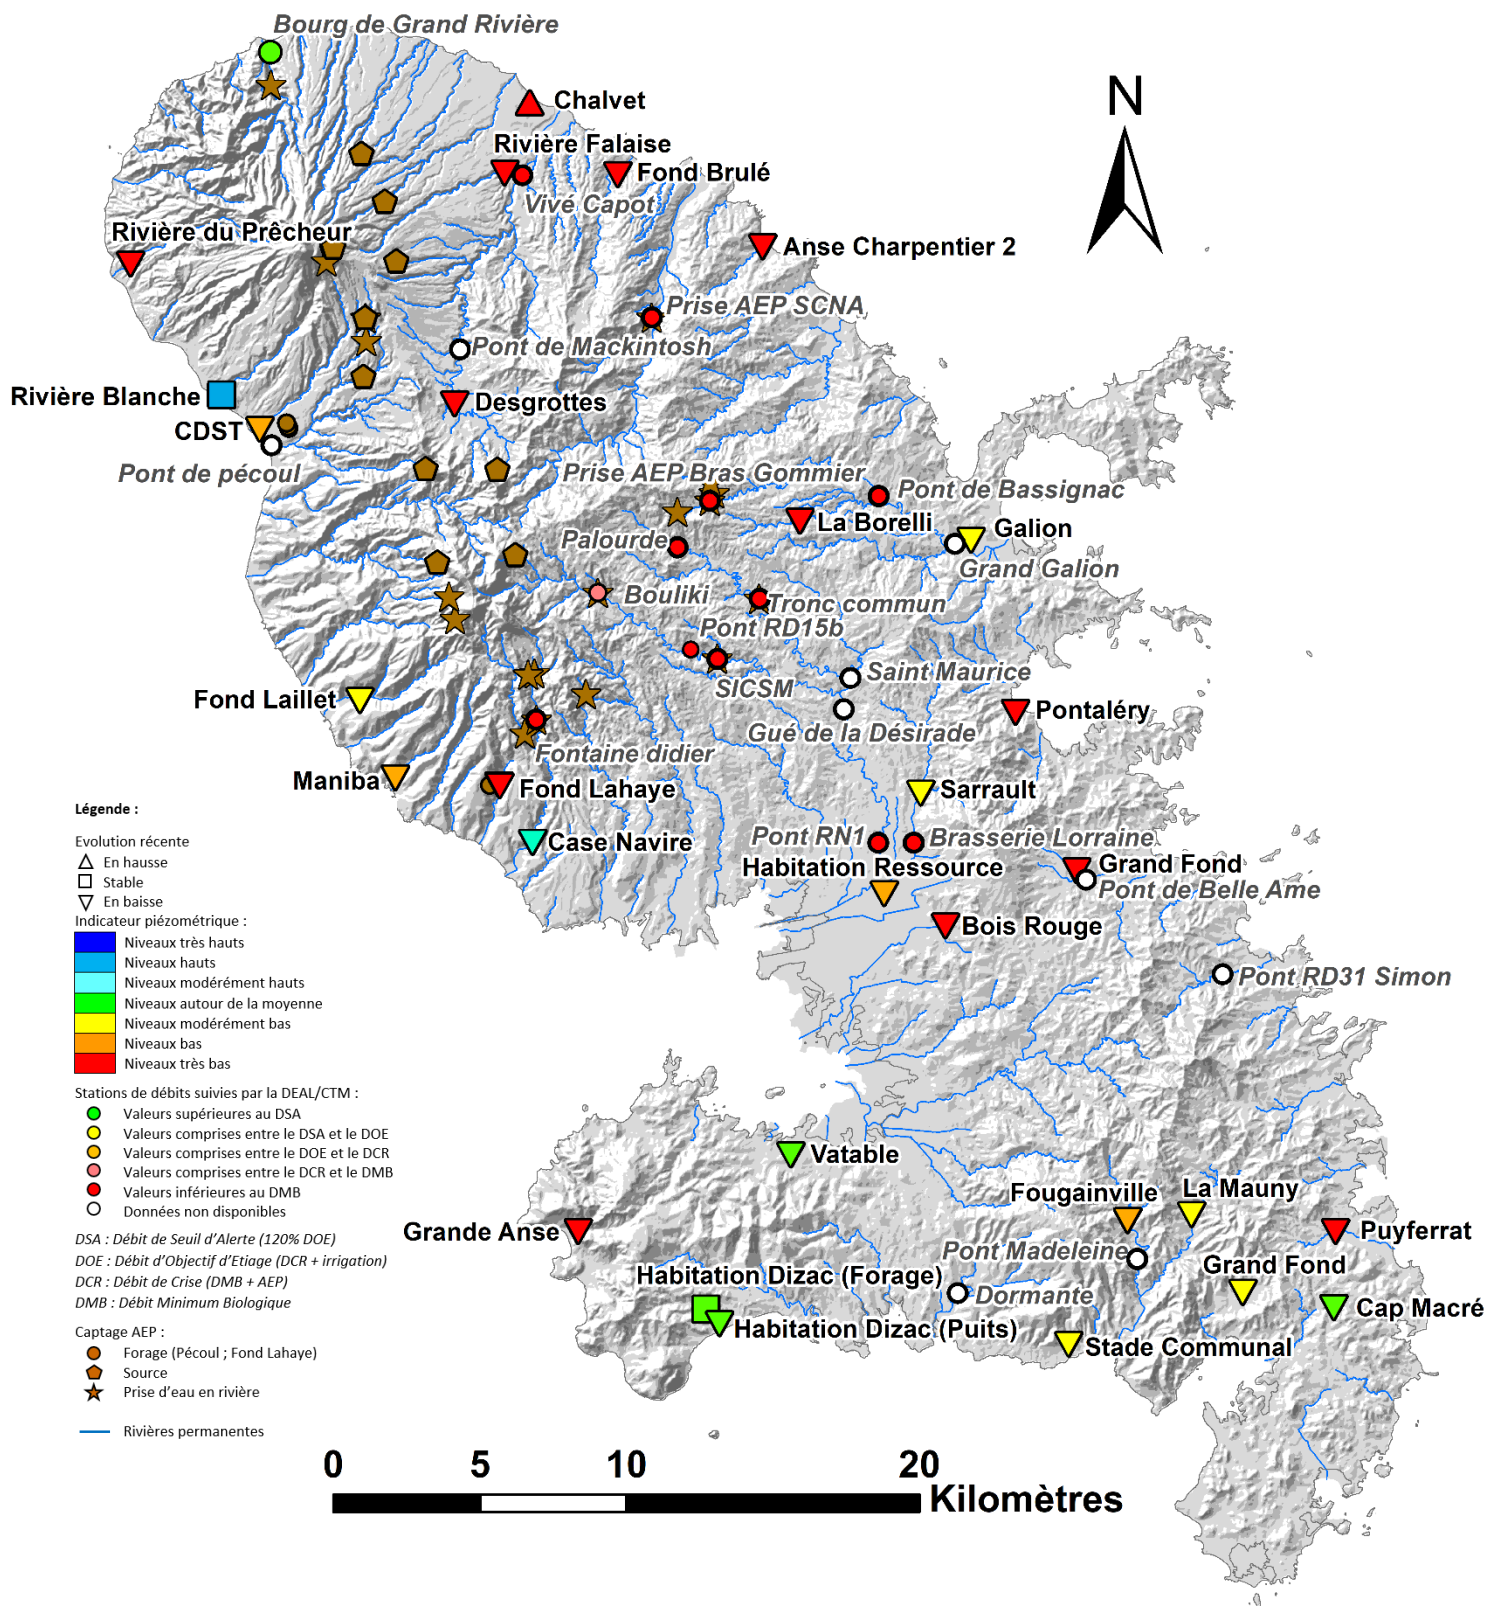 Bourg de Grand Rivière
N
Chalvet
Rivière Falaise
Fond Brulé
Vivé Capot
Rivière du Prêcheur
Anse Charpentier 2
Prise AEP SCNA
Pont de Mackintosh
Rivière Blanche
Desgrottes
CDST
Pont de pécoul
Prise AEP Bras Gommier
Pont de Bassignac
La Borelli
Galion
Palourde
Grand Galion
Bouliki
Tronc commun
Pont RD15b
Saint Maurice
SICSM
Fond Laillet
Pontaléry
Gué de la Désirade
Fontaine didier
Maniba
Fond Lahaye
Sarrault
Case Navire
Pont RN1
Brasserie Lorraine
Habitation Ressource
Grand Fond
Pont de Belle Ame
Bois Rouge
Pont RD31 Simon
Vatable
Fougainville
La Mauny
Grande Anse
Puyferrat
Pont Madeleine
Grand Fond
Habitation Dizac (Forage)
Dormante
Cap Macré
Habitation Dizac (Puits)
Stade Communal
Légende :
Evolution récente
En hausse
Stable
En baisse
Indicateur piézométrique :
Niveaux très hauts
Niveaux hauts
Niveaux modérément hauts
Niveaux autour de la moyenne
Niveaux modérément bas
Niveaux bas
Niveaux très bas
Stations de débits suivies par la DEAL/CTM :
Valeurs supérieures au DSA
Valeurs comprises entre le DSA et le DOE
Valeurs comprises entre le DOE et le DCR
Valeurs comprises entre le DCR et le DMB
Valeurs inférieures au DMB
Données non disponibles
DSA : Débit de Seuil d'Alerte (120% DOE)
DOE : Débit d'Objectif d'Etiage (DCR + irrigation)
DCR : Débit de Crise (DMB + AEP)
DMB : Débit Minimum Biologique
Captage AEP :
Forage (Pécoul ; Fond Lahaye)
Source
Prise d'eau en rivière
Rivières permanentes
0 5 10 20
Kilomètres